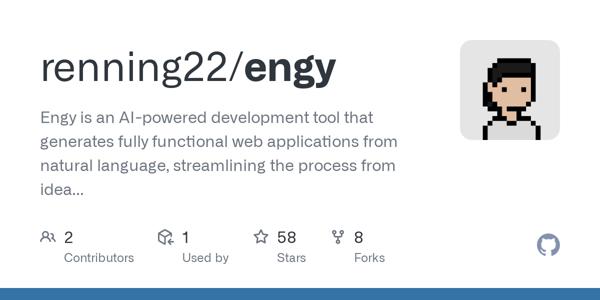 renning22/engy
Engy is an AI-powered development tool that
generates fully functional web applications from
natural language, streamlining the process from
idea...
2 1 58 8
Contributors Used by Stars Forks